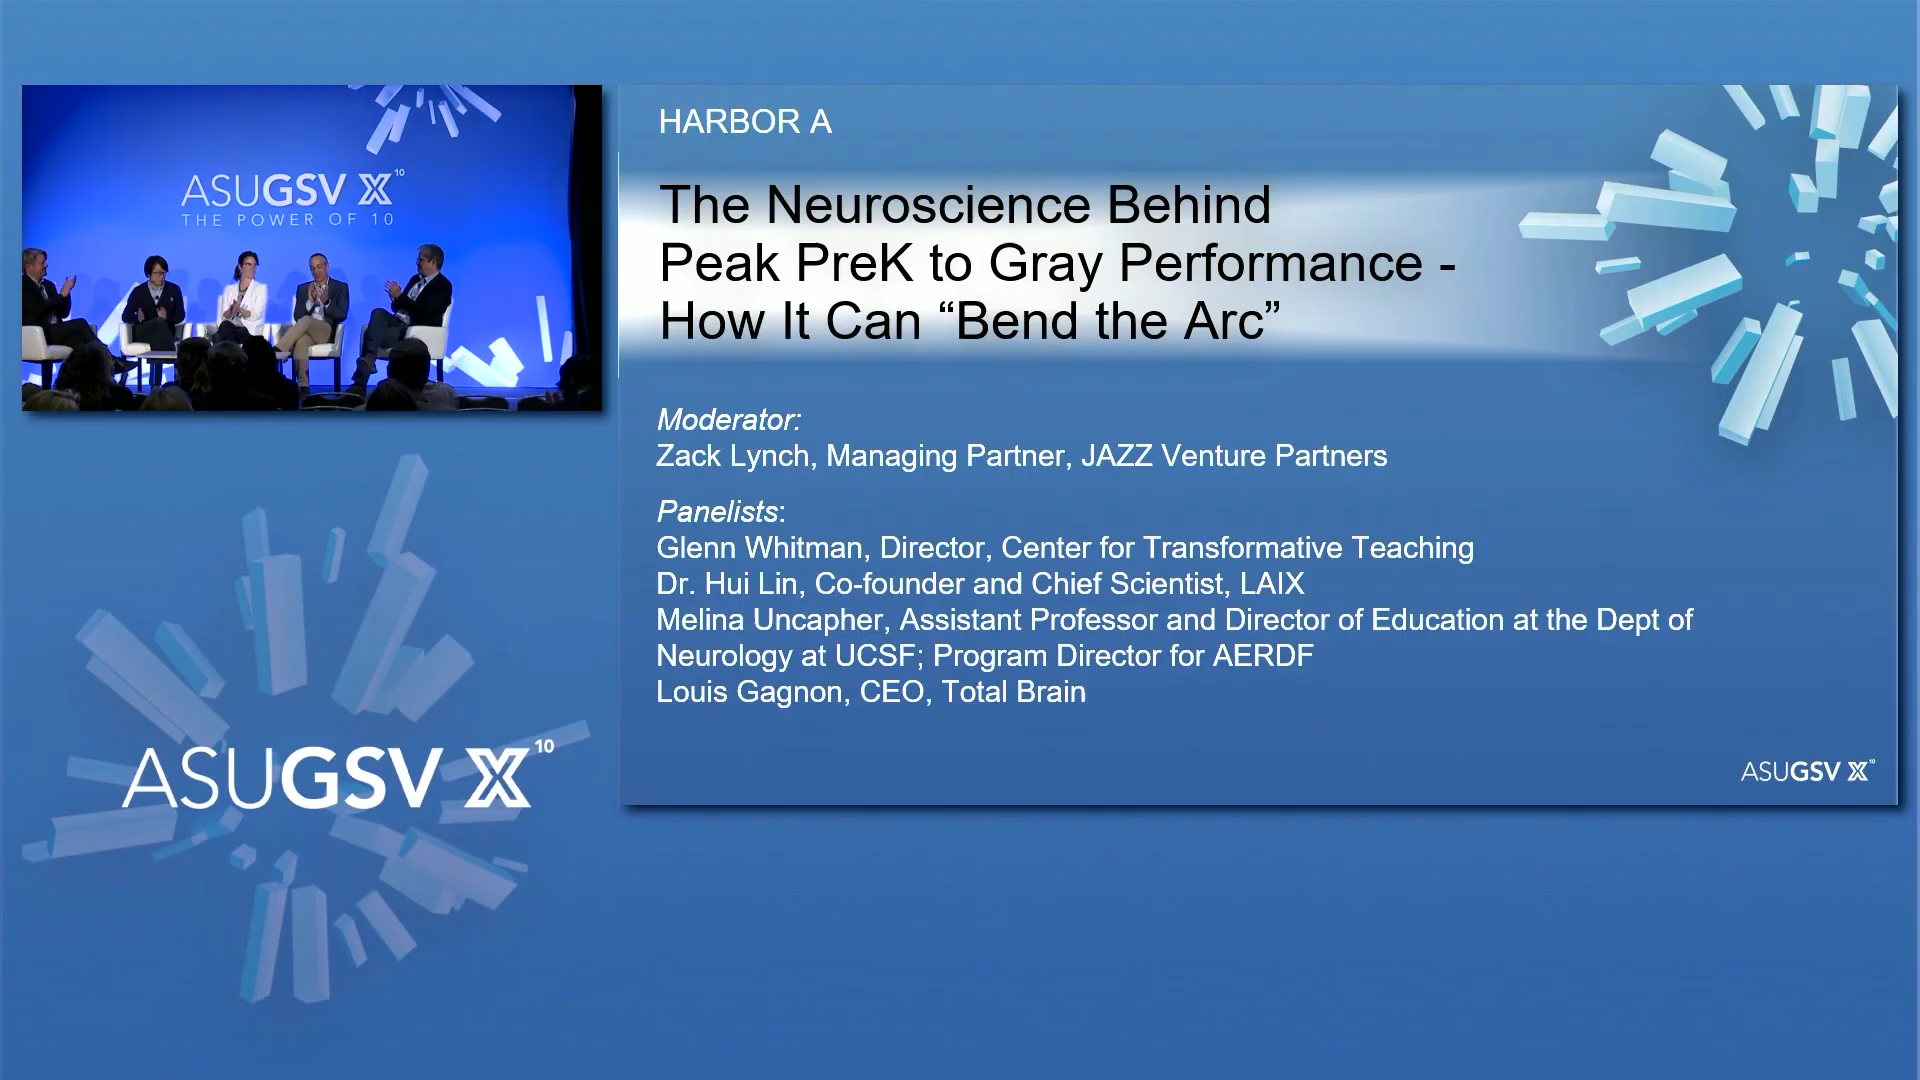 ASUGSV X10
THE POWER OF 10
HARBOR A
The Neuroscience Behind
Peak PreK to Gray Performance -
How It Can “Bend the Arc”
Moderator:
Zack Lynch, Managing Partner, JAZZ Venture Partners
Panelists:
Glenn Whitman, Director, Center for Transformative Teaching
Dr. Hui Lin, Co-founder and Chief Scientist, LAIX
Melina Uncapher, Assistant Professor and Director of Education at the Dept of
Neurology at UCSF; Program Director for AERDF
Louis Gagnon, CEO, Total Brain
ASUGSV X10
ASUGSV X10